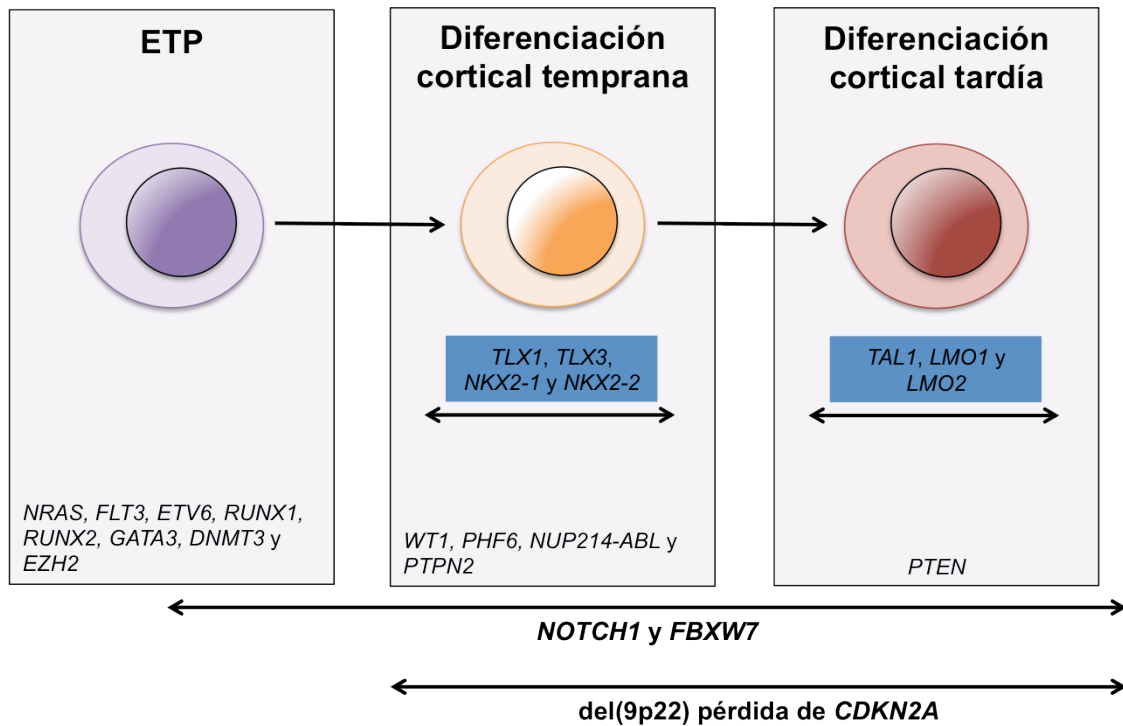 ETP
NRAS, FLT3, ETV6, RUNX1,
RUNX2, GATA3, DNMT3 y
EZH2
Diferenciación
cortical temprana
TLX1, TLX3,
NKX2-1 y NKX2-2
WT1, PHF6, NUP214-ABL y
PTPN2
Diferenciación
cortical tardía
TAL1, LMO1 y
LMO2
PTEN
NOTCH1 y FBXW7
del(9p22) pérdida de CDKN2A